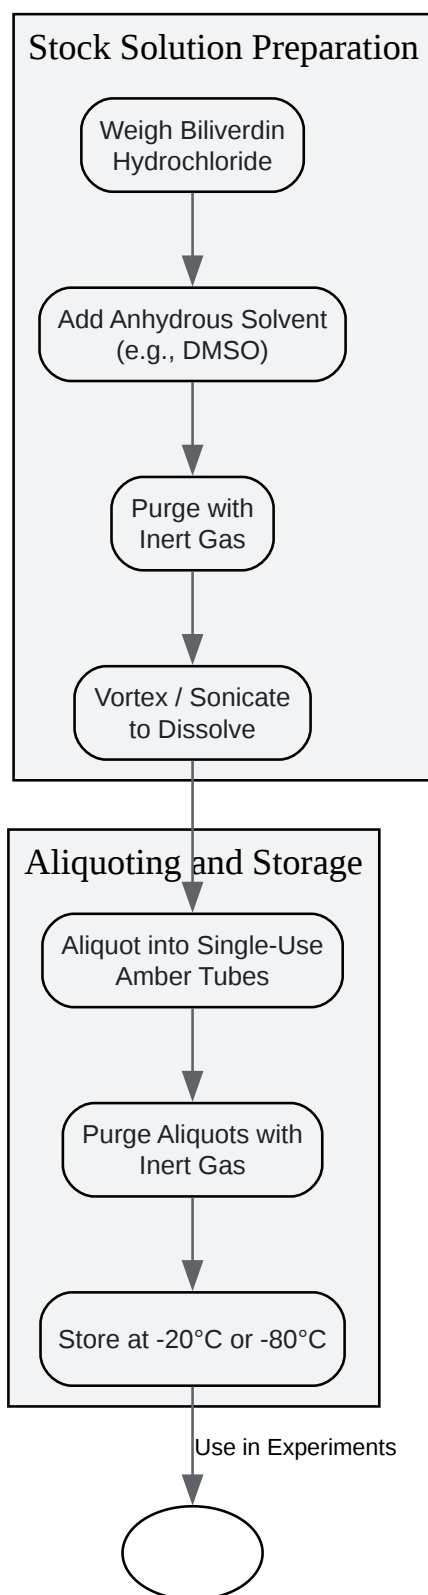 Stock Solution Preparation
Weigh Biliverdin
Hydrochloride
Add Anhydrous Solvent
(e.g., DMSO)
Purge with
Inert Gas
Vortex / Sonicate
to Dissolve
Aliquoting and Storage
Aliquot into Single-Use
Amber Tubes
Purge Aliquots with
Inert Gas
Store at -20°C or -80°C
Use in Experiments